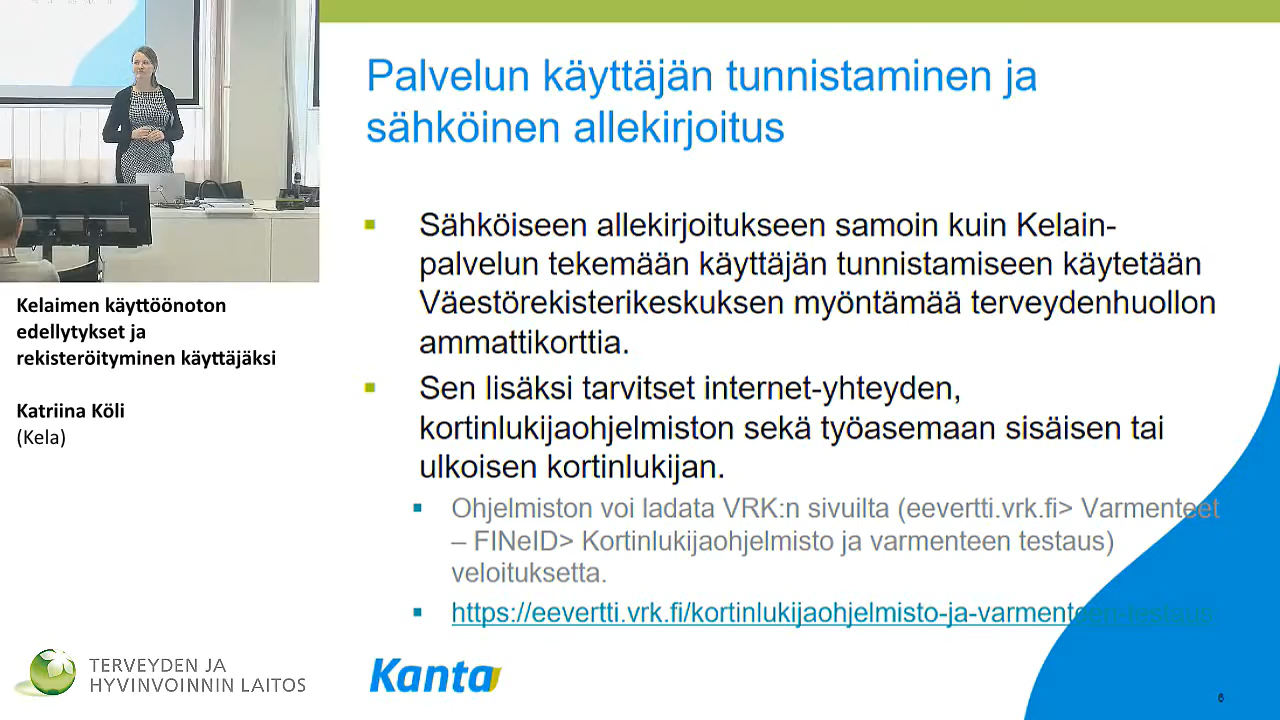 Palvelun käyttäjän tunnistaminen ja
sähköinen allekirjoitus
Sähköiseen allekirjoitukseen samoin kuin Kelain-
palvelun tekemään käyttäjän tunnistamiseen käytetään
Väestörekisterikeskuksen myöntämää terveydenhuollon
ammattikorttia.
Sen lisäksi tarvitset internet-yhteyden,
kortinlukijaohjelmiston sekä työasemaan sisäisen tai
ulkoisen kortinlukijan.
Ohjelmiston voi ladata VRK:n sivuilta (eevertti.vrk.fi> Varmenteet
– FINeID> Kortinlukijaohjelmisto ja varmenteen testaus)
veloituksetta.
https://eevertti.vrk.fi/kortinlukijaohjelmisto-ja-varmenteen-testaus
Kelaimen käyttöönoton
edellytykset ja
rekisteröityminen käyttäjäksi
Katriina Köli
(Kela)
TERVEYDEN JA
HYVINVOINNIN LAITOS
Kanta
6